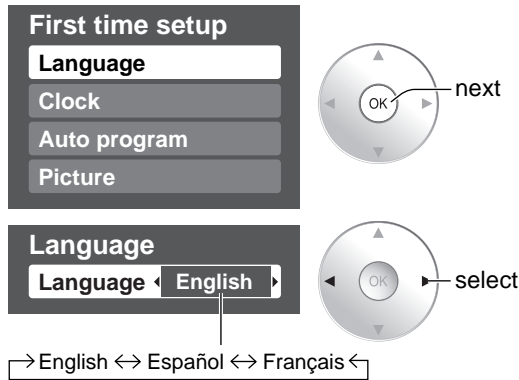 First time setup
Language
OK
next
Clock
Auto program
Picture
Language
Language English
OK
select
English ↔ Español ↔ Français